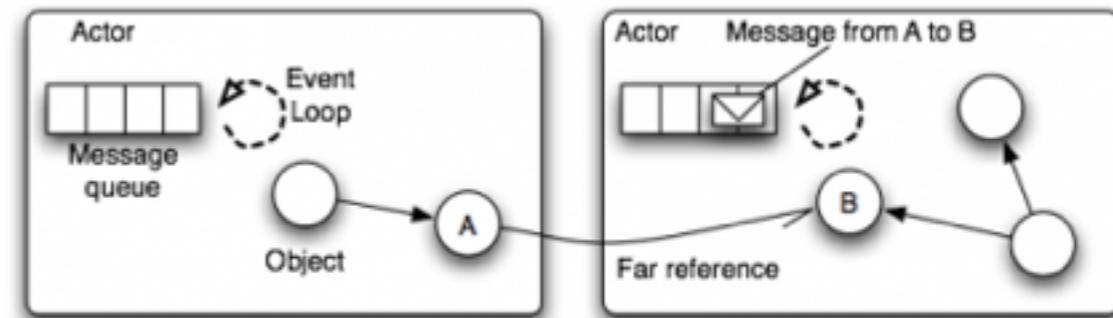 Actor
Event
Loop
Message
queue
Object
A
Actor
Message from A to B
B
Far reference